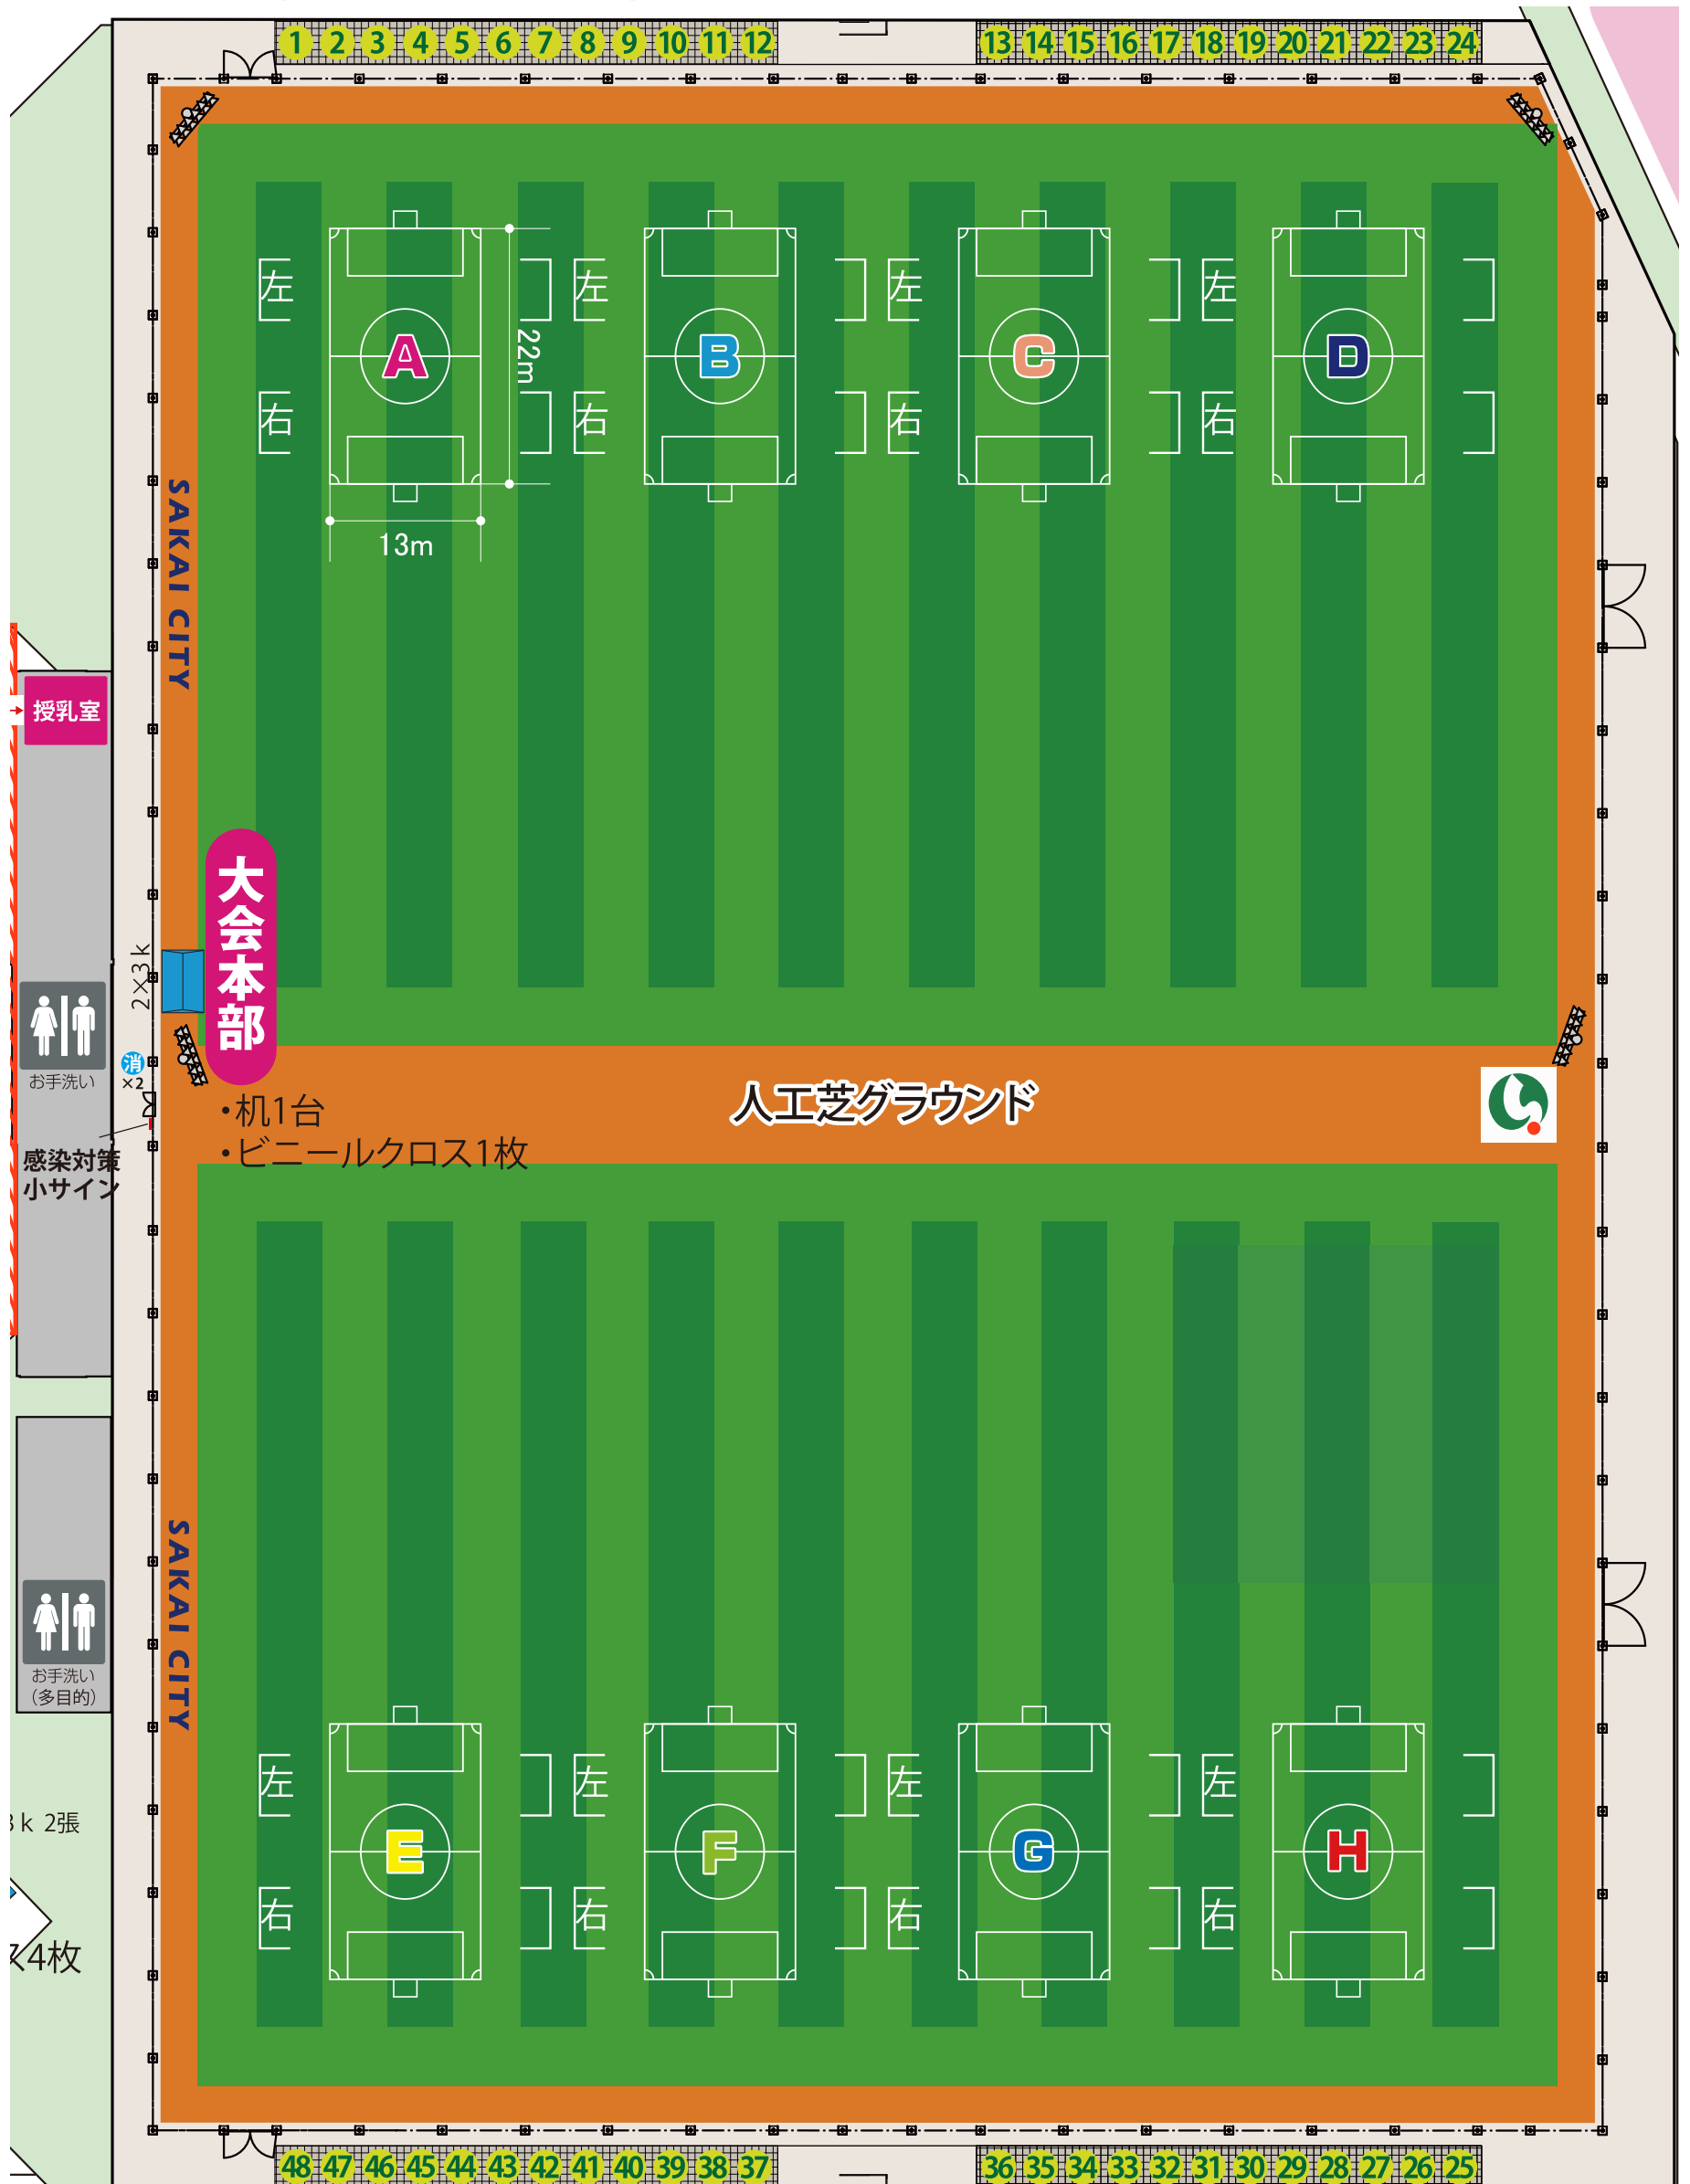 1 2 3 4 5 6 7 8 9 10 11 12
13 14 15 16 17 18 19 20 21 22 23 24
左 左 左 左
A B C D
22m
右 右 右 右
13m
SAKAI CITY
授乳室
大会本部
2×3k
お手洗い
消
×2
・机1台
・ビニールクロス1枚
人工芝グラウンド
感染対策
小サイン
SAKAI CITY
お手洗い
（多目的）
左 左 左 左
k 2張
E F G H
右 右 右 右
ス4枚
48 47 46 45 44 43 42 41 40 39 38 37
36 35 34 33 32 31 30 29 28 27 26 25